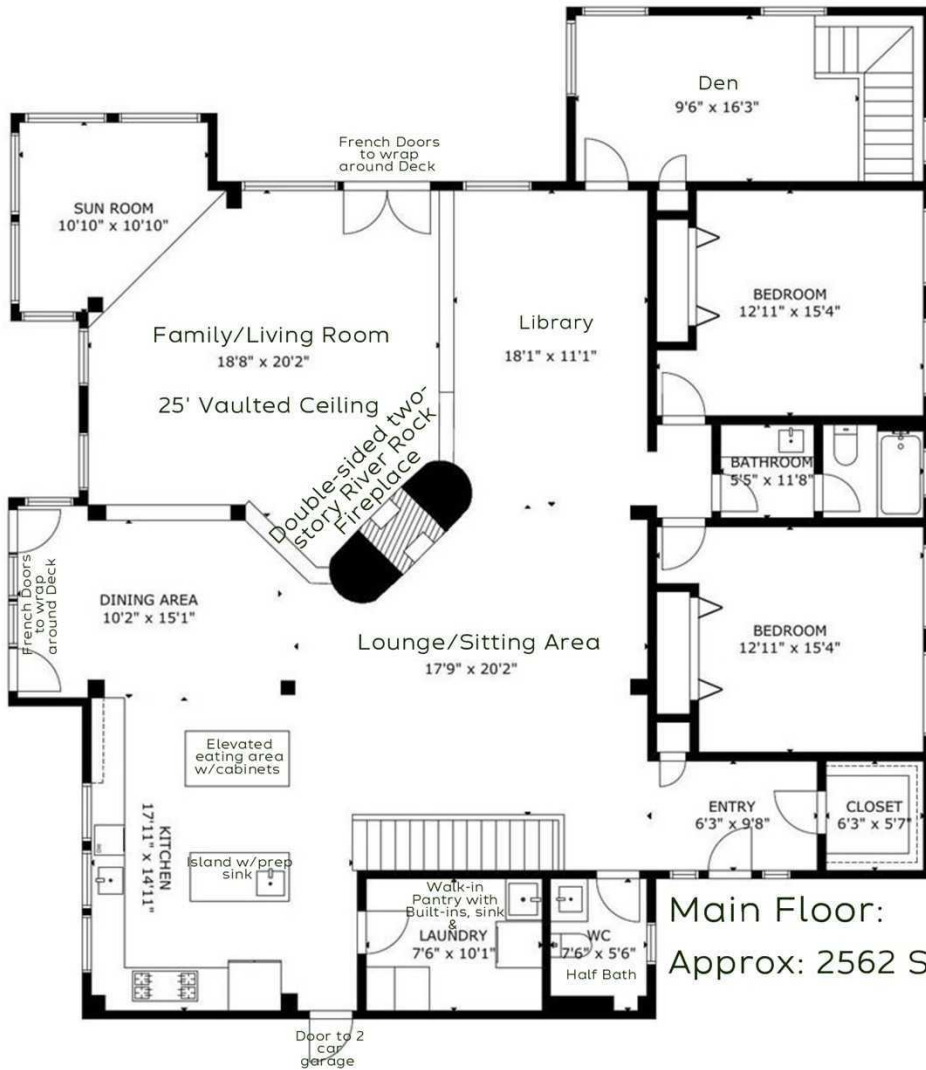 Den
9'6" x 16'3"
French Doors
to wrap
around Deck
SUN ROOM
10'10" x 10'10"
BEDROOM
12'11" x 15'4"
Library
18'1" x 11'1"
Family/Living Room
18'8" x 20'2"
25' Vaulted Ceiling
Double-sided two-
story River Rock
Fireplace
BATHROOM
5'5" x 11'8"
French Doors
to wrap
around Deck
DINING AREA
10'2" x 15'1"
Lounge/Sitting Area
17'9" x 20'2"
BEDROOM
12'11" x 15'4"
Elevated
eating area
w/cabinets
KITCHEN
17'11" x 14'11"
Island w/prep
sink
ENTRY
6'3" x 9'8"
CLOSET
6'3" x 5'7"
Walk-in
Pantry with
Built-ins, sink
&
LAUNDRY
7'6" x 10'1"
WC
7'6" x 5'6"
Half Bath
Main Floor:
Approx: 2562 S
Door to 2
car
garage